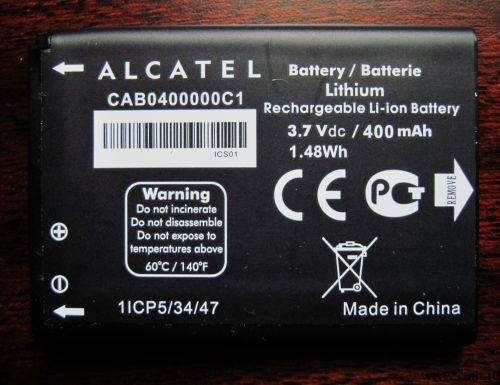 ALCATEL
CAB0400000C1
ICS01
Battery/Batterie
Lithium
Rechargeable Li-ion Battery
3.7 Vdc / 400 mAh
1.48Wh
Warning
Do not incinerate
Do not disassemble
Do not expose to
temperatures above
60°C / 140°F
CE
РСТ
REMOVE
1ICP5/34/47
Made in China